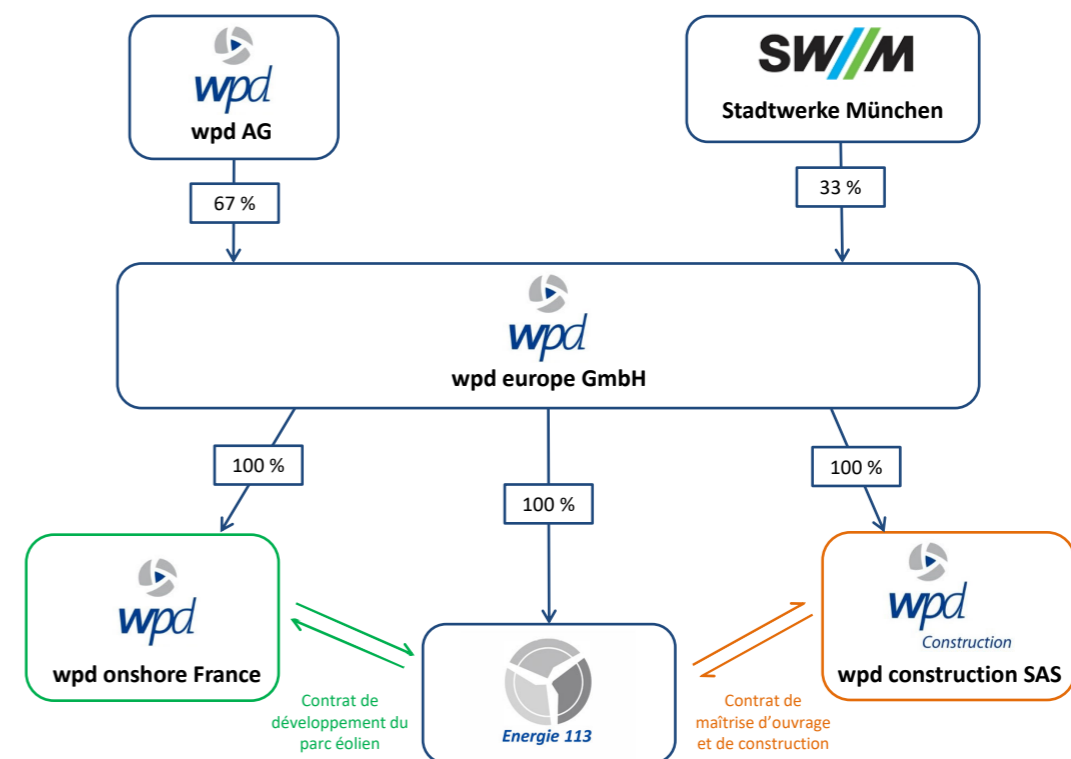 wpd
wpd AG
SW//M
Stadtwerke München
67 %
33 %
wpd
wpd europe GmbH
100 %
100 %
100 %
wpd
wpd onshore France
Contrat de
développement du
parc éolien
Energie 113
Contrat de
maîtrise d’ouvrage
et de construction
wpd
Construction
wpd construction SAS